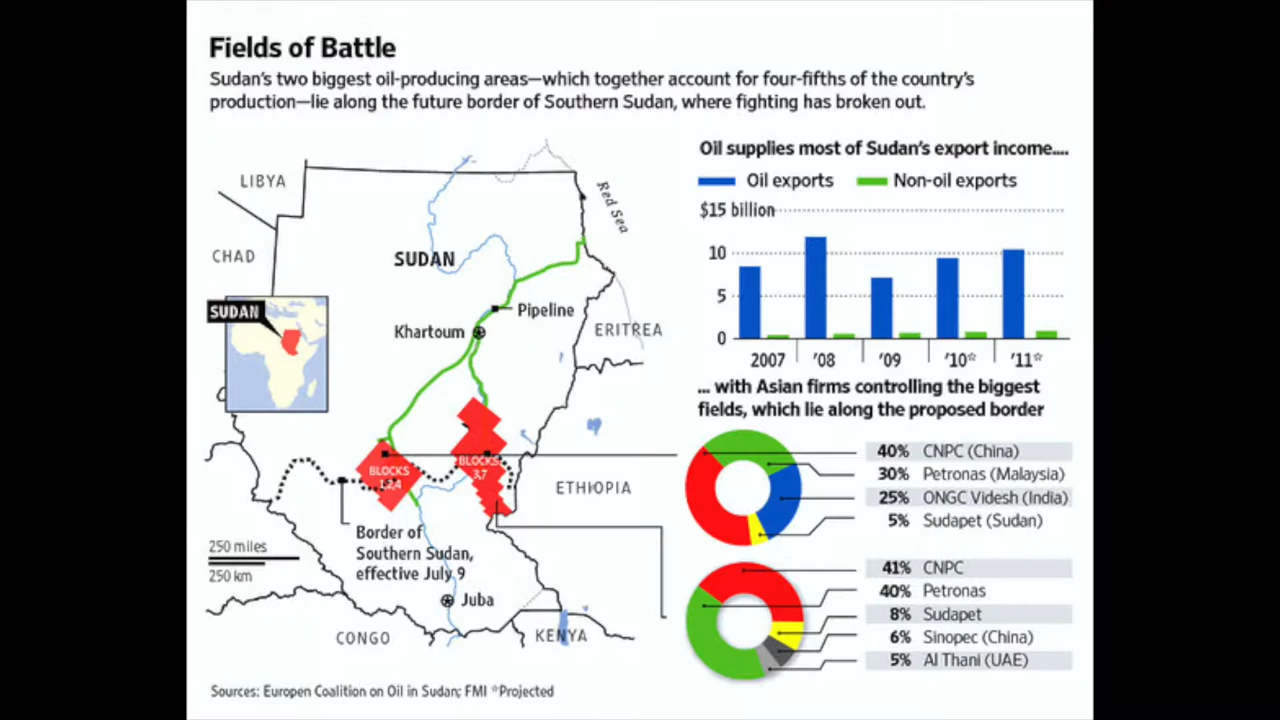 Fields of Battle
Sudan's two biggest oil-producing areas—which together account for four-fifths of the country's
production—lie along the future border of Southern Sudan, where fighting has broken out.
LIBYA
CHAD
SUDAN
Red Sea
SUDAN
Pipeline
Khartoum
ERITREA
BLOCKS
1,2,4
BLOCKS
3,7
ETHIOPIA
Border of
Southern Sudan,
effective July 9
250 miles
250 km
Juba
CONGO
KENYA
Oil supplies most of Sudan's export income....
Oil exports
Non-oil exports
$15 billion
10
5
0
2007 '08 '09 '10* '11*
... with Asian firms controlling the biggest
fields, which lie along the proposed border
40% CNPC (China)
30% Petronas (Malaysia)
25% ONGC Videsh (India)
5% Sudapet (Sudan)
41% CNPC
40% Petronas
8% Sudapet
6% Sinopec (China)
5% Al Thani (UAE)
Sources: Europen Coalition on Oil in Sudan; FMI *Projected